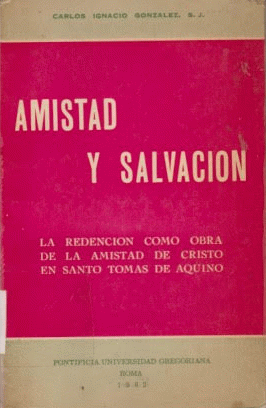 CARLOS IGNACIO GONZALEZ, S. J.
AMISTAD
Y SALVACION
LA REDENCION COMO OBRA
DE LA AMISTAD DE CRISTO
EN SANTO TOMAS DE AQUINO
PONTIFICIA UNIVERSIDAD GREGORIANA
ROMA